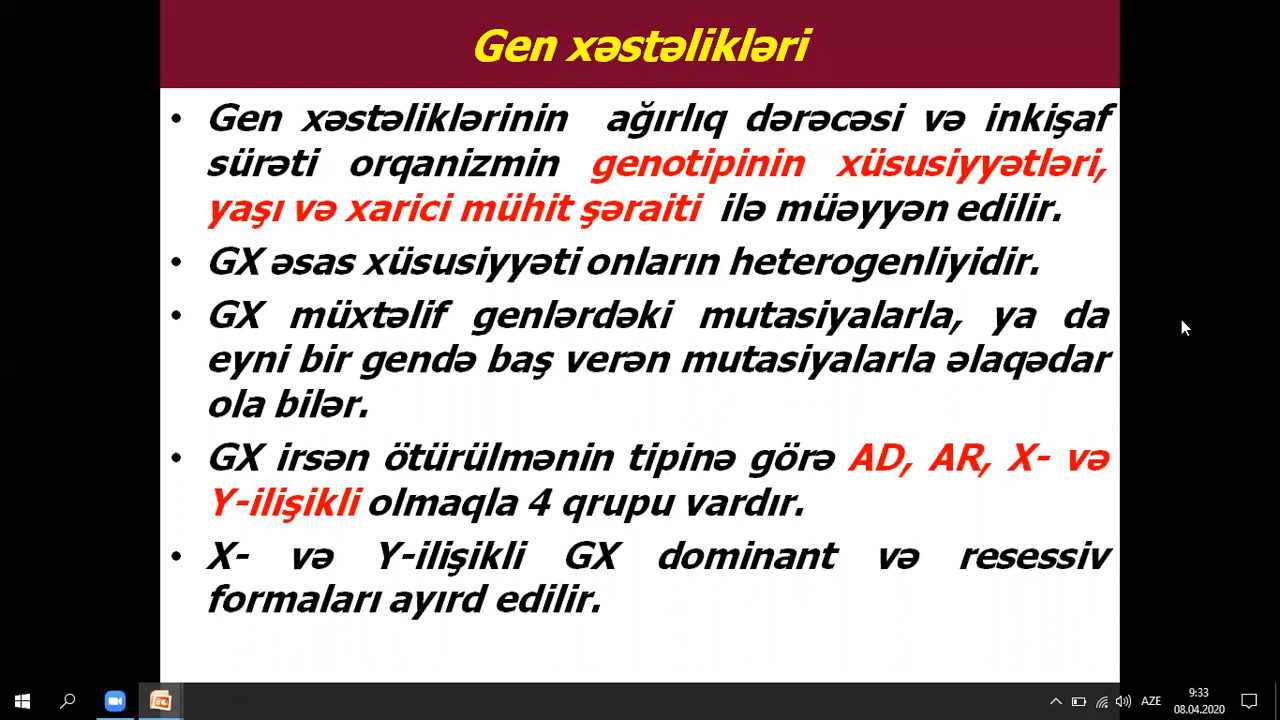 Gen xəstəlikləri
• Gen xəstəliklərinin ağırlıq dərəcəsi və inkişaf
sürəti orqanizmin genotipinin xüsusiyyətləri,
yaşı və xarici mühit şəraiti ilə müəyyən edilir.
• GX əsas xüsusiyyəti onların heterogenliyidir.
• GX müxtəlif genlərdəki mutasiyalarla, ya da
eyni bir gendə baş verən mutasiyalarla əlaqədar
ola bilər.
• GX irsən ötürülmənin tipinə görə AD, AR, X- və
Y-ilişikli olmaqla 4 qrupu vardır.
• X- və Y-ilişikli GX dominant və resessiv
formaları ayırd edilir.
AZE
9:33
08.04.2020